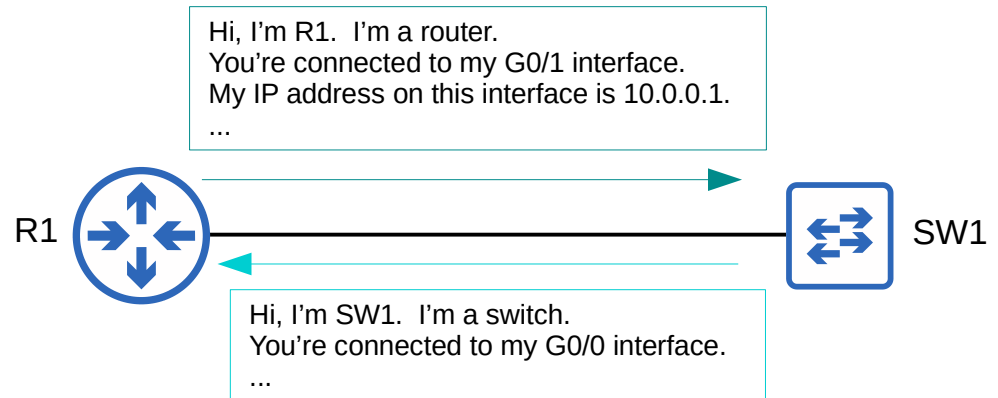 Hi, I’m R1.  I’m a router.
You’re connected to my G0/1 interface.
My IP address on this interface is 10.0.0.1.
...
R1
SW1
Hi, I’m SW1.  I’m a switch.
You’re connected to my G0/0 interface.
...